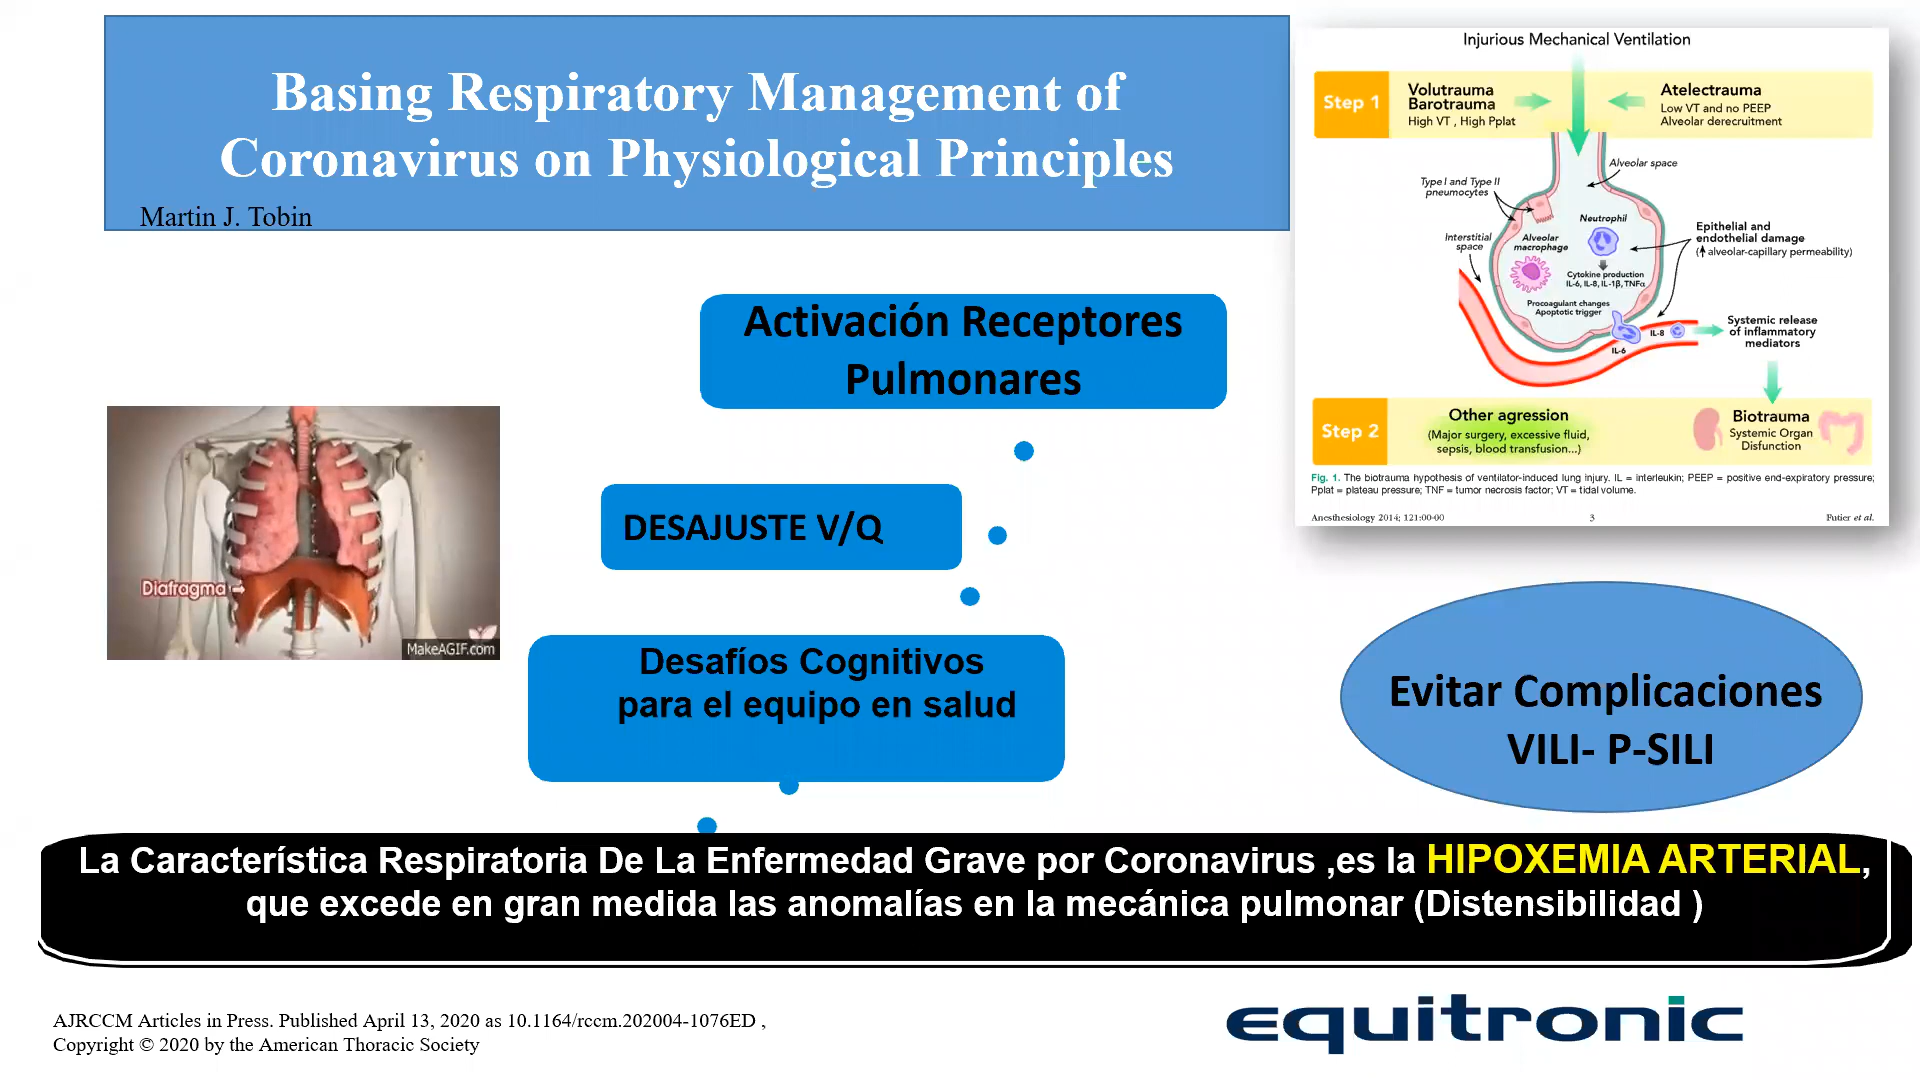 Basing Respiratory Management of
Coronavirus on Physiological Principles
Martin J. Tobin
Injurious Mechanical Ventilation
Step 1
Volutrauma
Barotrauma
High VT , High Pplat
Atelectrauma
Low VT and no PEEP
Alveolar derecruitment
Alveolar space
Type I and Type II
pneumocytes
Neutrophil
Interstitial
space
Alveolar
macrophage
Epithelial and
endothelial damage
(↑ alveolar-capillary permeability)
Cytokine production
IL-6, IL-8, IL-1β, TNFα
Procoagulant changes
Apoptotic trigger
IL-8
IL-6
Systemic release
of inflammatory
mediators
Step 2
Other agression
(Major surgery, excessive fluid,
sepsis, blood transfusion...)
Biotrauma
Systemic Organ
Disfunction
Fig. 1. The biotrauma hypothesis of ventilator-induced lung injury. IL = interleukin; PEEP = positive end-expiratory pressure;
Pplat = plateau pressure; TNF = tumor necrosis factor; VT = tidal volume.
Anesthesiology 2014; 121:00-00
3
Futier et al.
Activación Receptores
Pulmonares
DESAJUSTE V/Q
Diafragma
MakeAGIF.com
Desafíos Cognitivos
para el equipo en salud
Evitar Complicaciones
VILI- P-SILI
La Característica Respiratoria De La Enfermedad Grave por Coronavirus ,es la HIPOXEMIA ARTERIAL,
que excede en gran medida las anomalías en la mecánica pulmonar (Distensibilidad )
AJRCCM Articles in Press. Published April 13, 2020 as 10.1164/rccm.202004-1076ED ,
Copyright © 2020 by the American Thoracic Society
equitronic